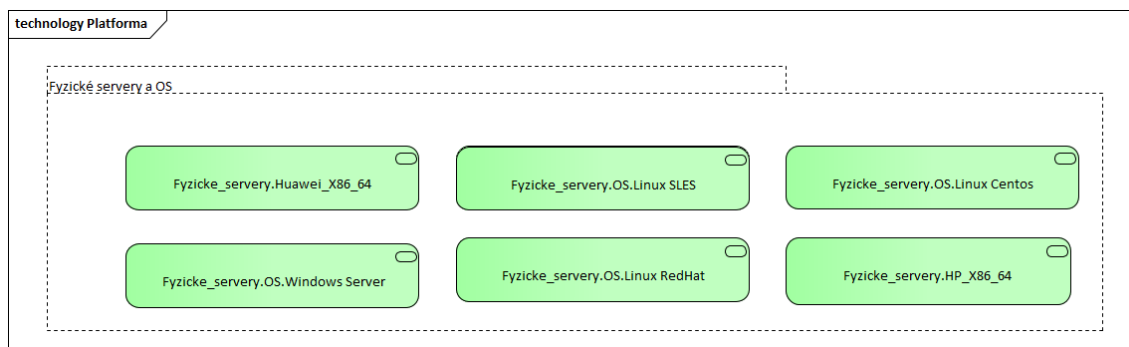 technology Platforma
Fyzické servery a OS
Fyzicke_servery.Huawei_X86_64
Fyzicke_servery.OS.Linux SLES
Fyzicke_servery.OS.Linux Centos
Fyzicke_servery.OS.Windows Server
Fyzicke_servery.OS.Linux RedHat
Fyzicke_servery.HP_X86_64